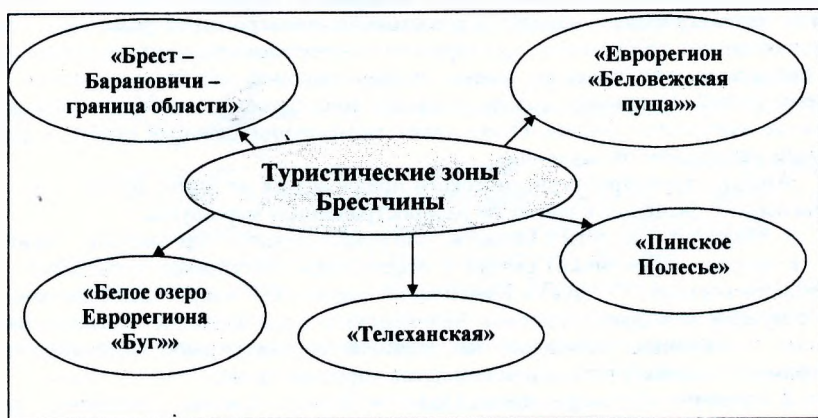 «Брест –
Барановичи –
граница области»
«Еврорегион
«Беловежская
пуща»»
Туристические зоны
Брестчины
«Пинское
Полесье»
«Белое озеро
Еврорегиона
«Буг»»
«Телеханская»